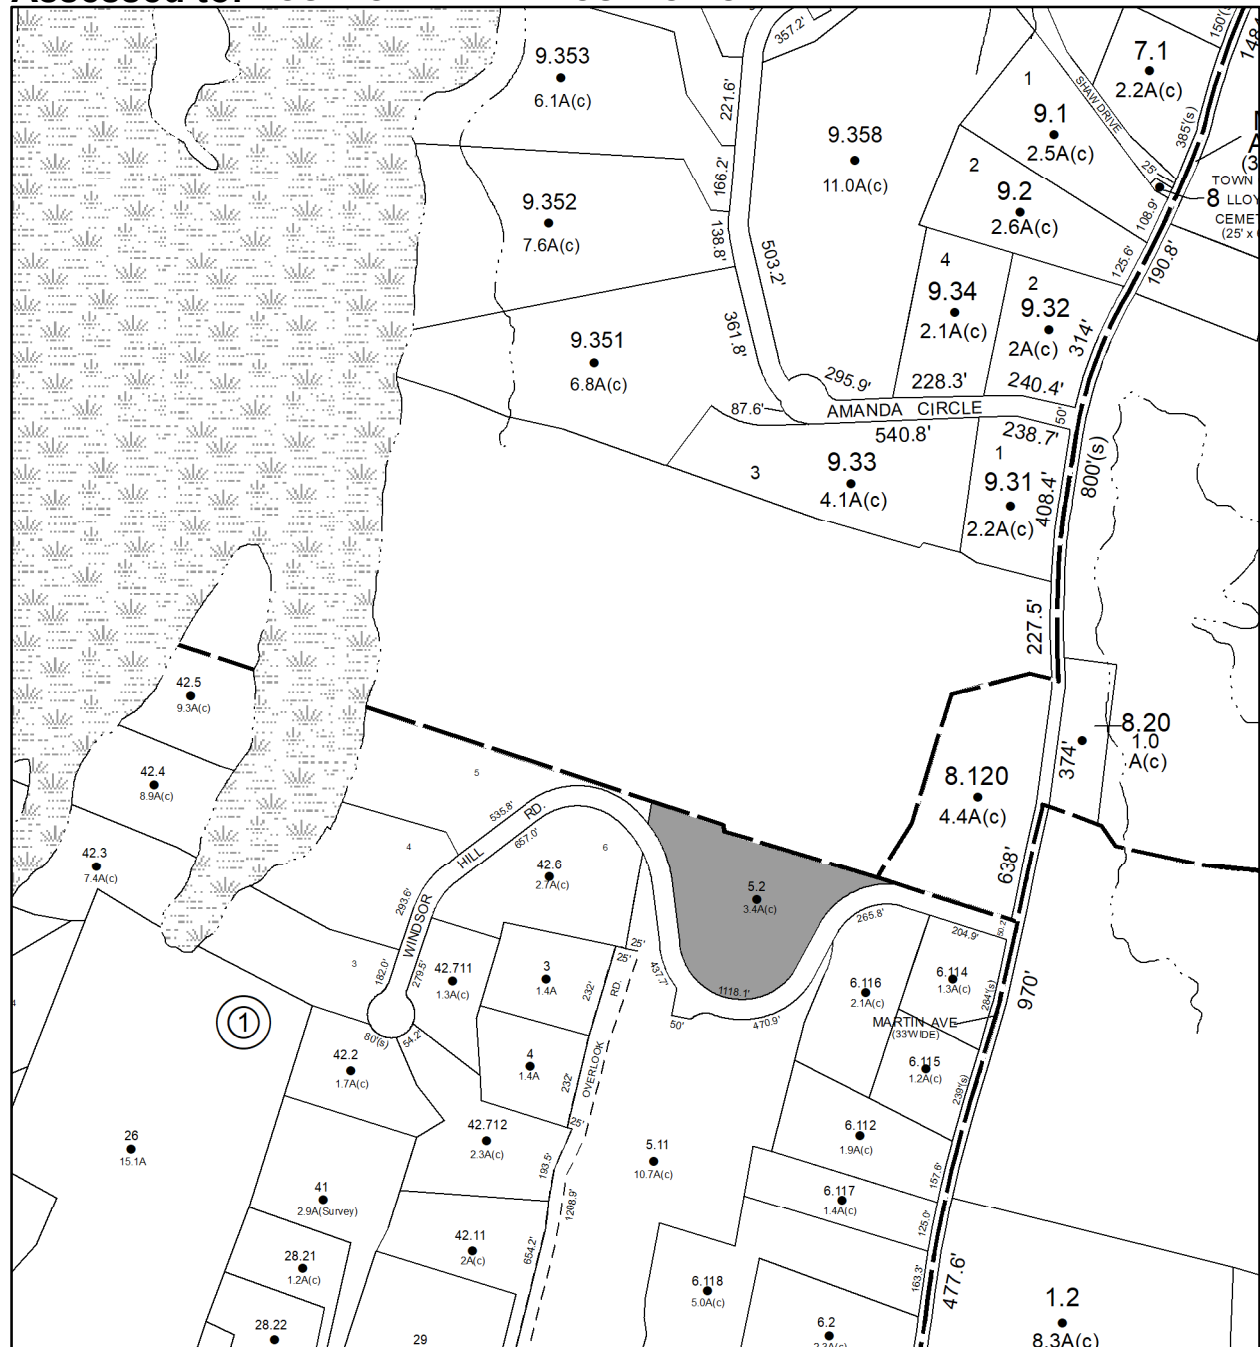 Assessed to:
357.2'
150'(s)
148
9.353
6.1A(c)
221.6'
9.358
11.0A(c)
1
9.1
2.5A(c)
SHAW DRIVE
7.1
2.2A(c)
385'(s)
25'
TOWN
8 LLOY
CEMET
(25' x
108.9'
166.2'
2
9.2
2.6A(c)
9.352
7.6A(c)
138.8'
503.2'
125.6'
190.8'
4
9.34
2.1A(c)
2
9.32
2A(c)
314'
361.8'
9.351
6.8A(c)
295.9'
228.3'
240.4'
87.6'
AMANDA CIRCLE
50'
540.8'
238.7'
3
9.33
4.1A(c)
1
9.31
2.2A(c)
408.4'
800'(s)
227.5'
42.5
9.3A(c)
8.20
1.0
A(c)
374'
42.4
8.9A(c)
5
8.120
4.4A(c)
535.8'
657.0'
WINDSOR HILL RD.
4
6
42.3
7.4A(c)
42.6
2.7A(c)
638'
5.2
3.4A(c)
293.6'
265.8'
204.9'
50.2'
25'
25'
3
182.0'
279.5'
42.711
1.3A(c)
3
1.4A
232'
437.7'
1118.1'
6.116
2.1A(c)
6.114
1.3A(c)
284'(s)
970'
1
80'(s)
54.2'
50'
470.9'
MARTIN AVE
(33'WIDE)
42.2
1.7A(c)
4
1.4A
232'
OVERLOOK RD.
6.115
1.2A(c)
239'(s)
25'
26
15.1A
42.712
2.3A(c)
5.11
10.7A(c)
6.112
1.9A(c)
193.5'
157.6'
41
2.9A(Survey)
1208.9'
6.117
1.4A(c)
125.0'
42.11
2A(c)
654.2'
28.21
1.2A(c)
6.118
5.0A(c)
163.3'
477.6'
28.22
29
6.2
1.2
8.3A(c)